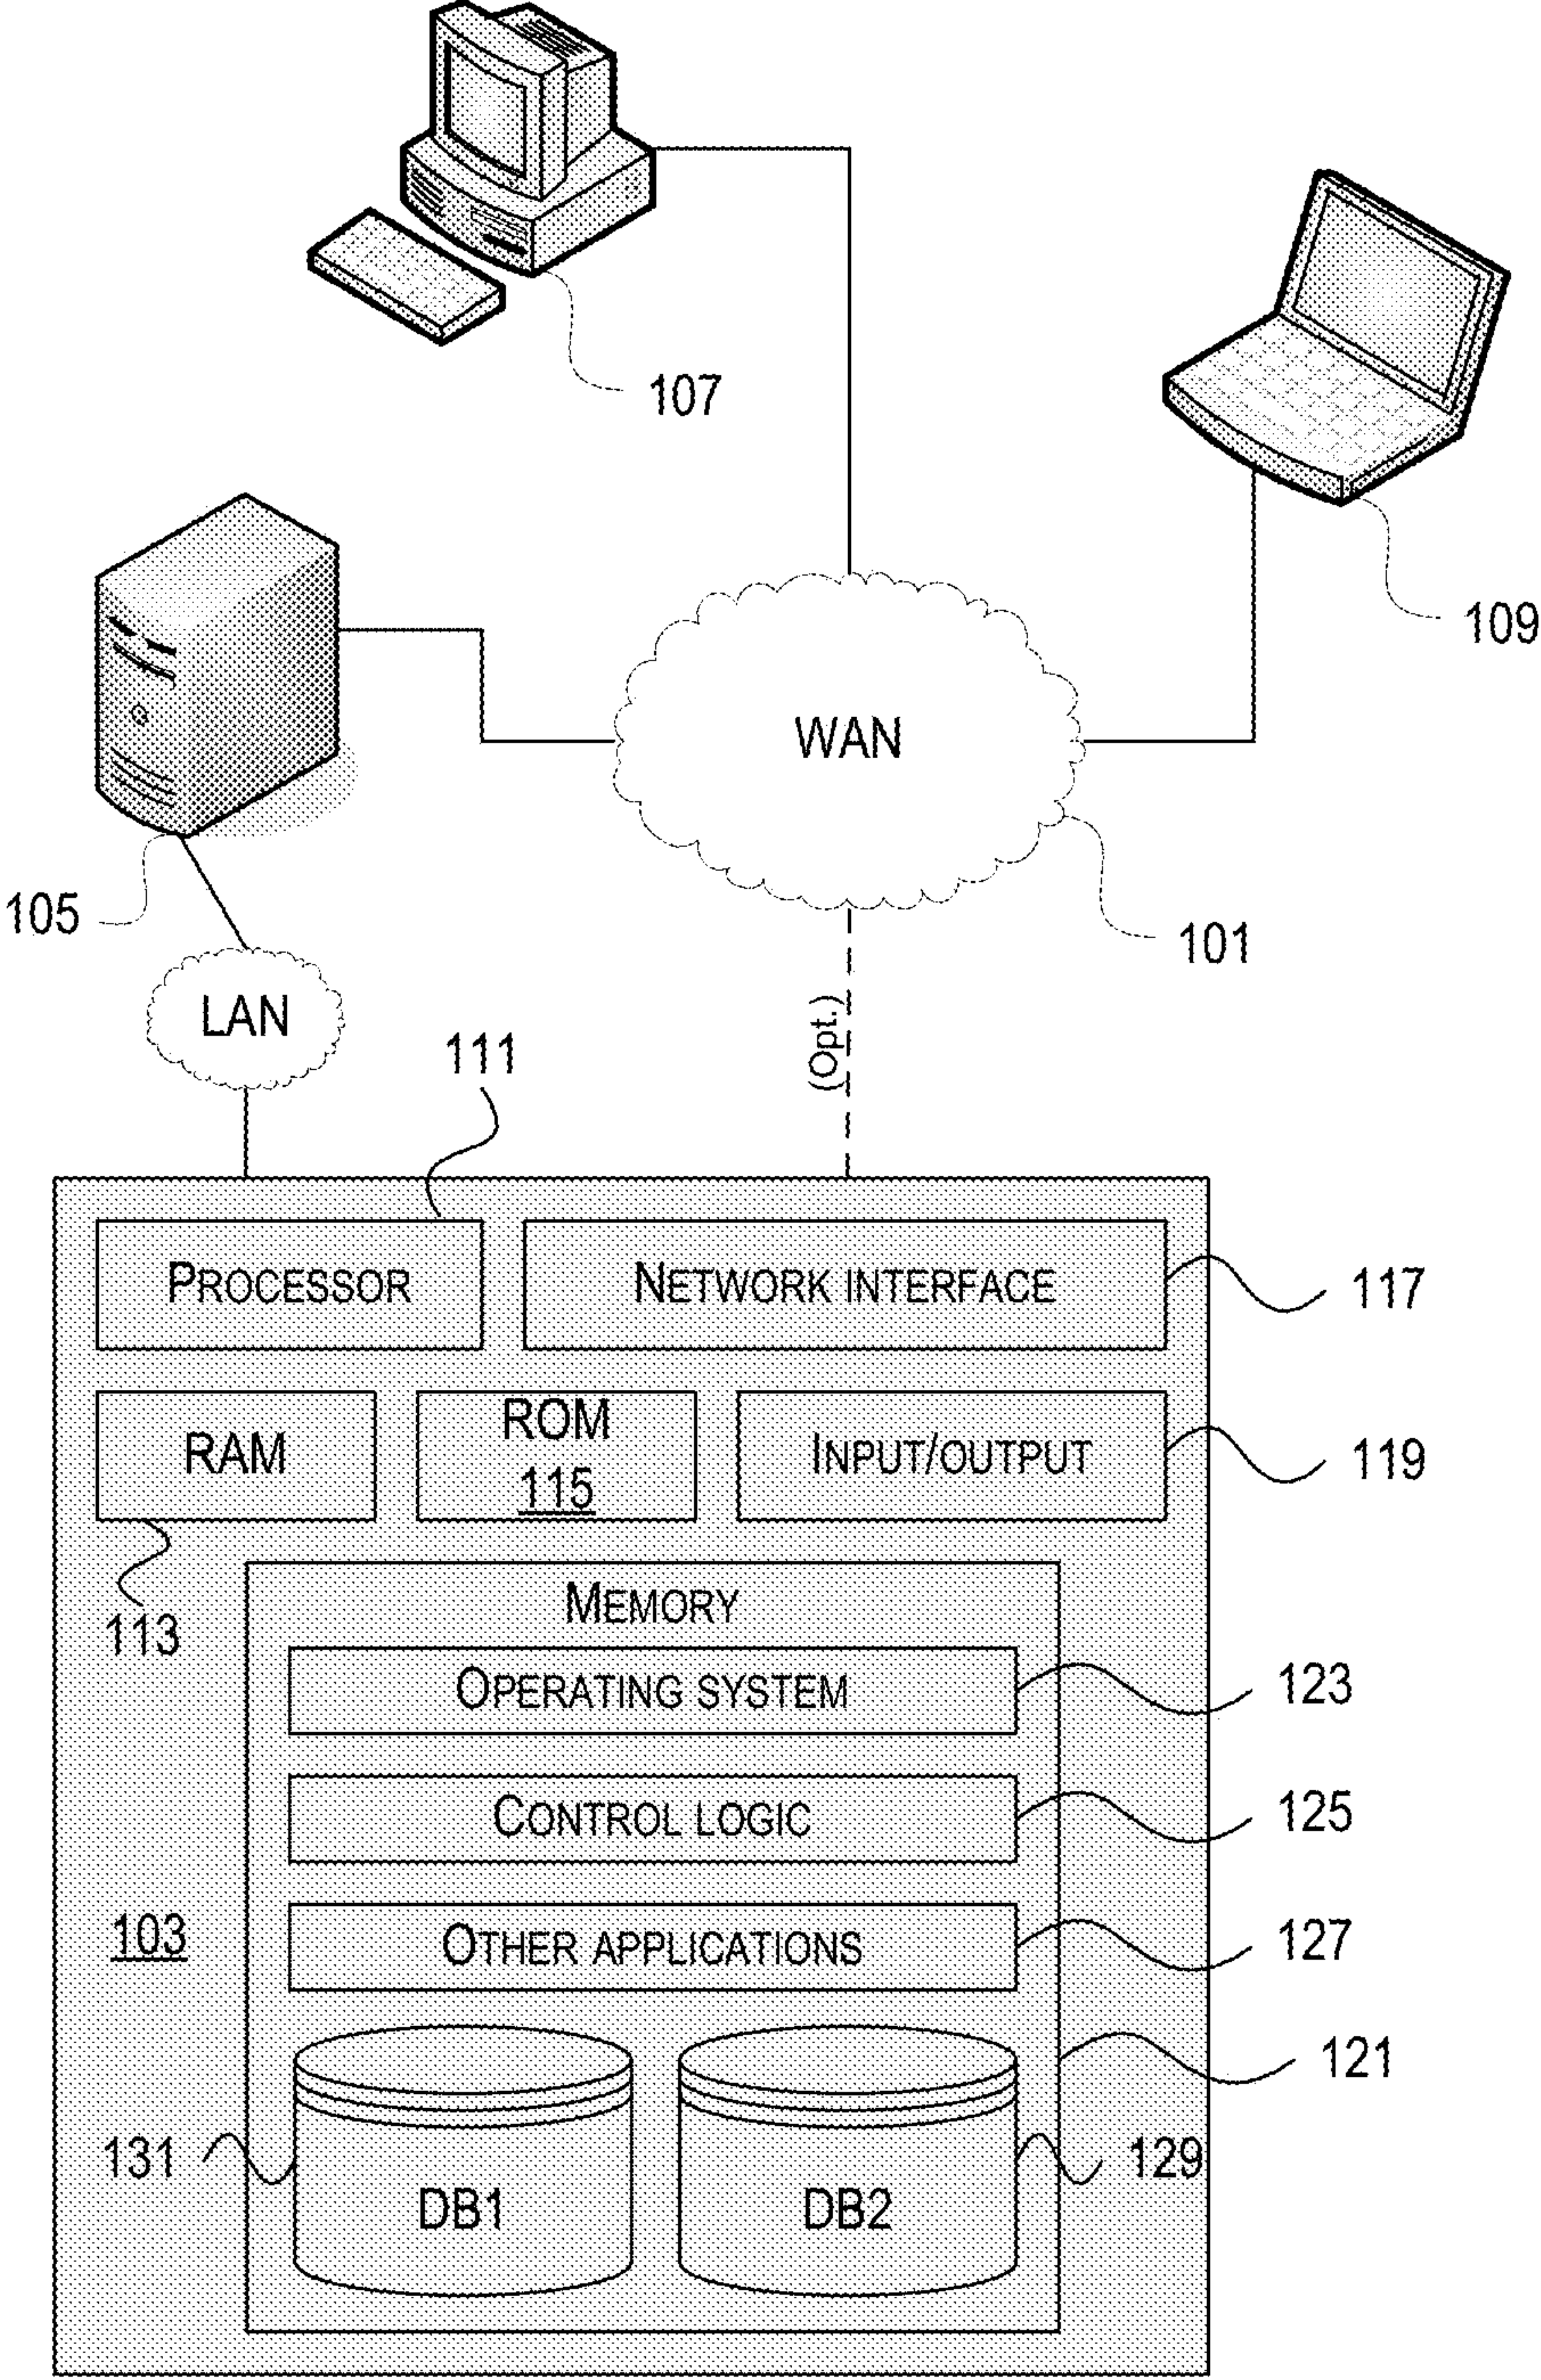 107
109
WAN
105
101
LAN
(Opt.)
111
PROCESSOR
NETWORK INTERFACE
117
RAM
ROM
115
INPUT/OUTPUT
119
113
MEMORY
OPERATING SYSTEM
123
CONTROL LOGIC
125
103
OTHER APPLICATIONS
127
121
131
DB1
DB2
129